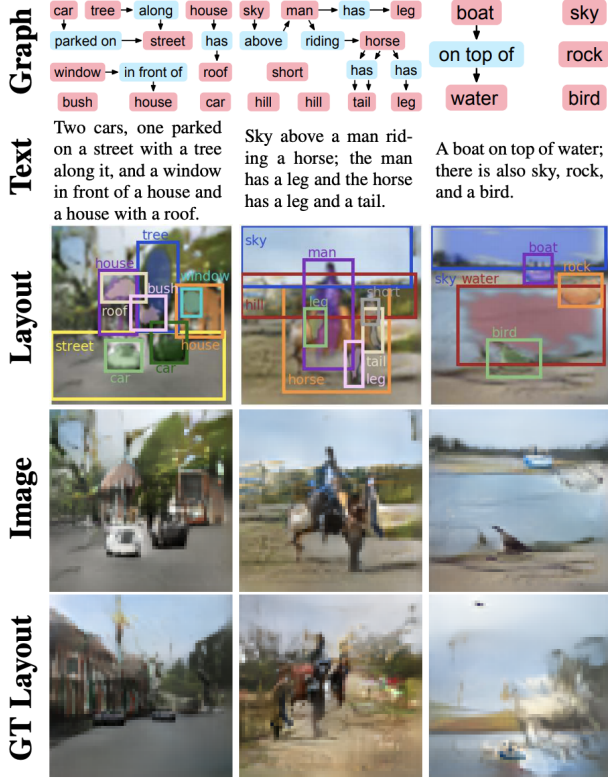 Graph
car tree along house
parked on street has
window in front of roof
bush house car
sky man has leg
above riding horse
short has has
hill hill tail leg
boat sky
on top of rock
water bird
Text
Two cars, one parked
on a street with a tree
along it, and a window
in front of a house and
a house with a roof.
Sky above a man rid-
ing a horse; the man
has a leg and the horse
has a leg and a tail.
A boat on top of water;
there is also sky, rock,
and a bird.
Layout
tree
house
window
bush
roof
street
house
car
car
sky
man
short
hill
leg
tail
horse
leg
boat
rock
sky water
bird
Image
GT Layout